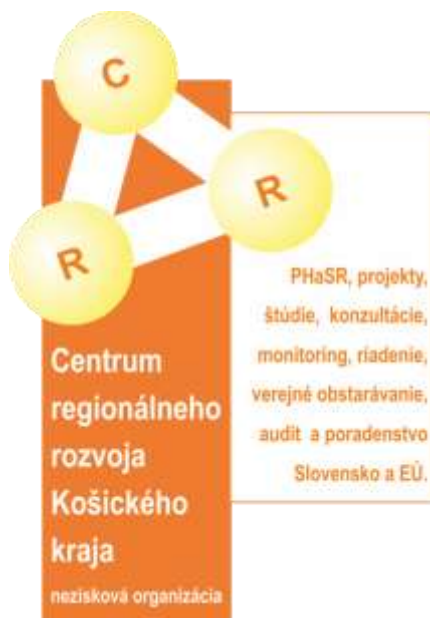 C
R
R
PHaSR, projekty,
štúdie, konzultácie,
monitoring, riadenie,
verejné obstarávanie,
audit a poradenstvo
Slovensko a EÚ.
Centrum
regionálneho
rozvoja
Košického
kraja
nezisková organizácia